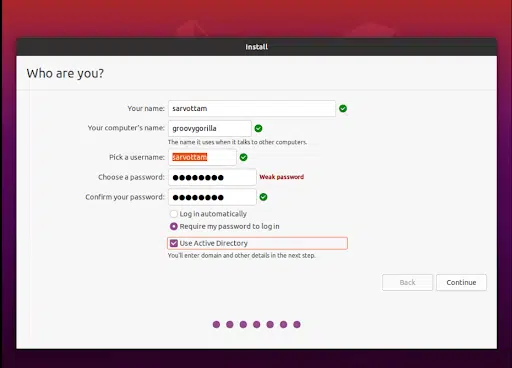 Install
Who are you?
Your name: sarvottam
Your computer's name: groovygorilla
The name it uses when it talks to other computers.
Pick a username: sarvottam
Choose a password: ●●●●●●●● Weak password
Confirm your password: ●●●●●●●●
Log in automatically
Require my password to log in
Use Active Directory
You'll enter domain and other details in the next step.
Back Continue